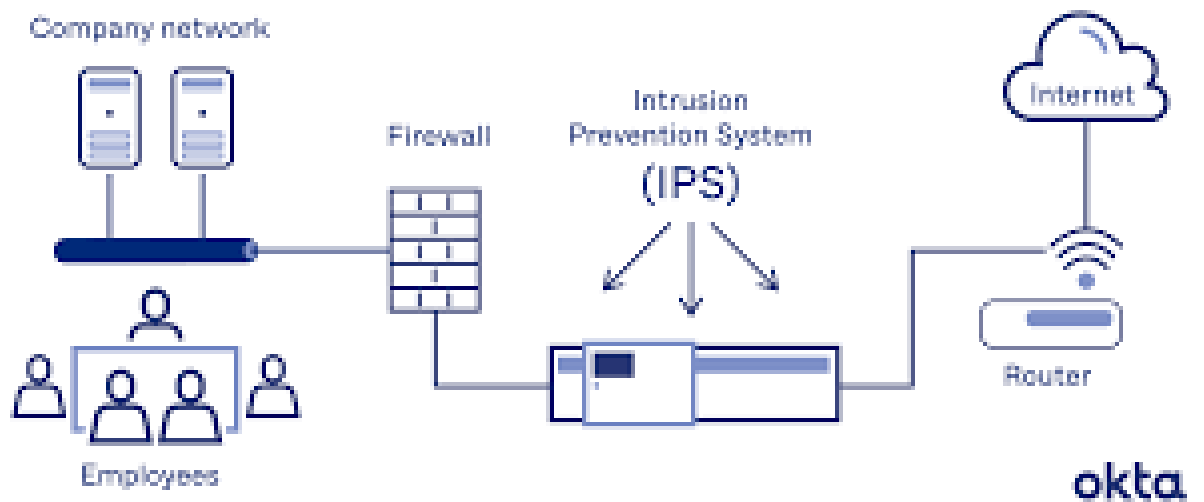 Company network
Firewall
Intrusion
Prevention System
(IPS)
Internet
Router
Employees
okta